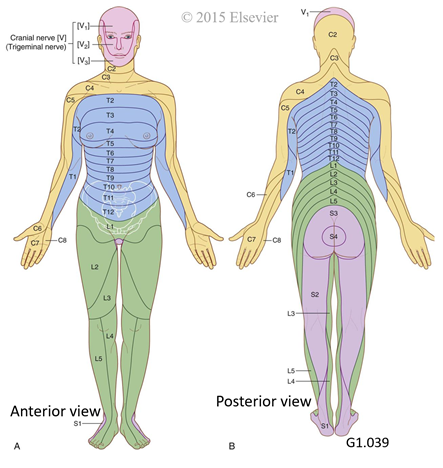 © 2015 Elsevier
Cranial nerve [V]
(Trigeminal nerve)
[V1]
[V2]
[V3]
C2
C3
C4
C5
T2
T2
T3
T4
T5
T6
T7
T8
T9
T10
T11
T12
T1
L1
C6
C7
C8
L2
L3
L4
L5
S1
Anterior view
A
V1
C2
C3
C4
C5
T2
T3
T4
T5
T6
T7
T8
T9
T10
T11
T12
T2
T1
L1
L2
L3
L4
L5
C6
C7
C8
S3
S4
S2
L3
L5
L4
S1
Posterior view
B
G1.039